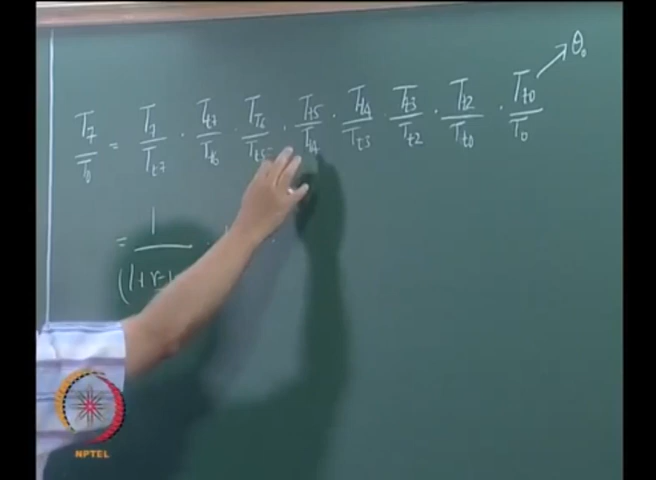 θ₀
T₇/T₀ = T₇/Tt7 · Tt7/Tt6 · Tt6/Tt5 · Tt5/Tt4 · Tt4/Tt3 · Tt3/Tt2 · Tt2/Tt0 · Tt0/T₀
= 1/(1+γ-1
NPTEL